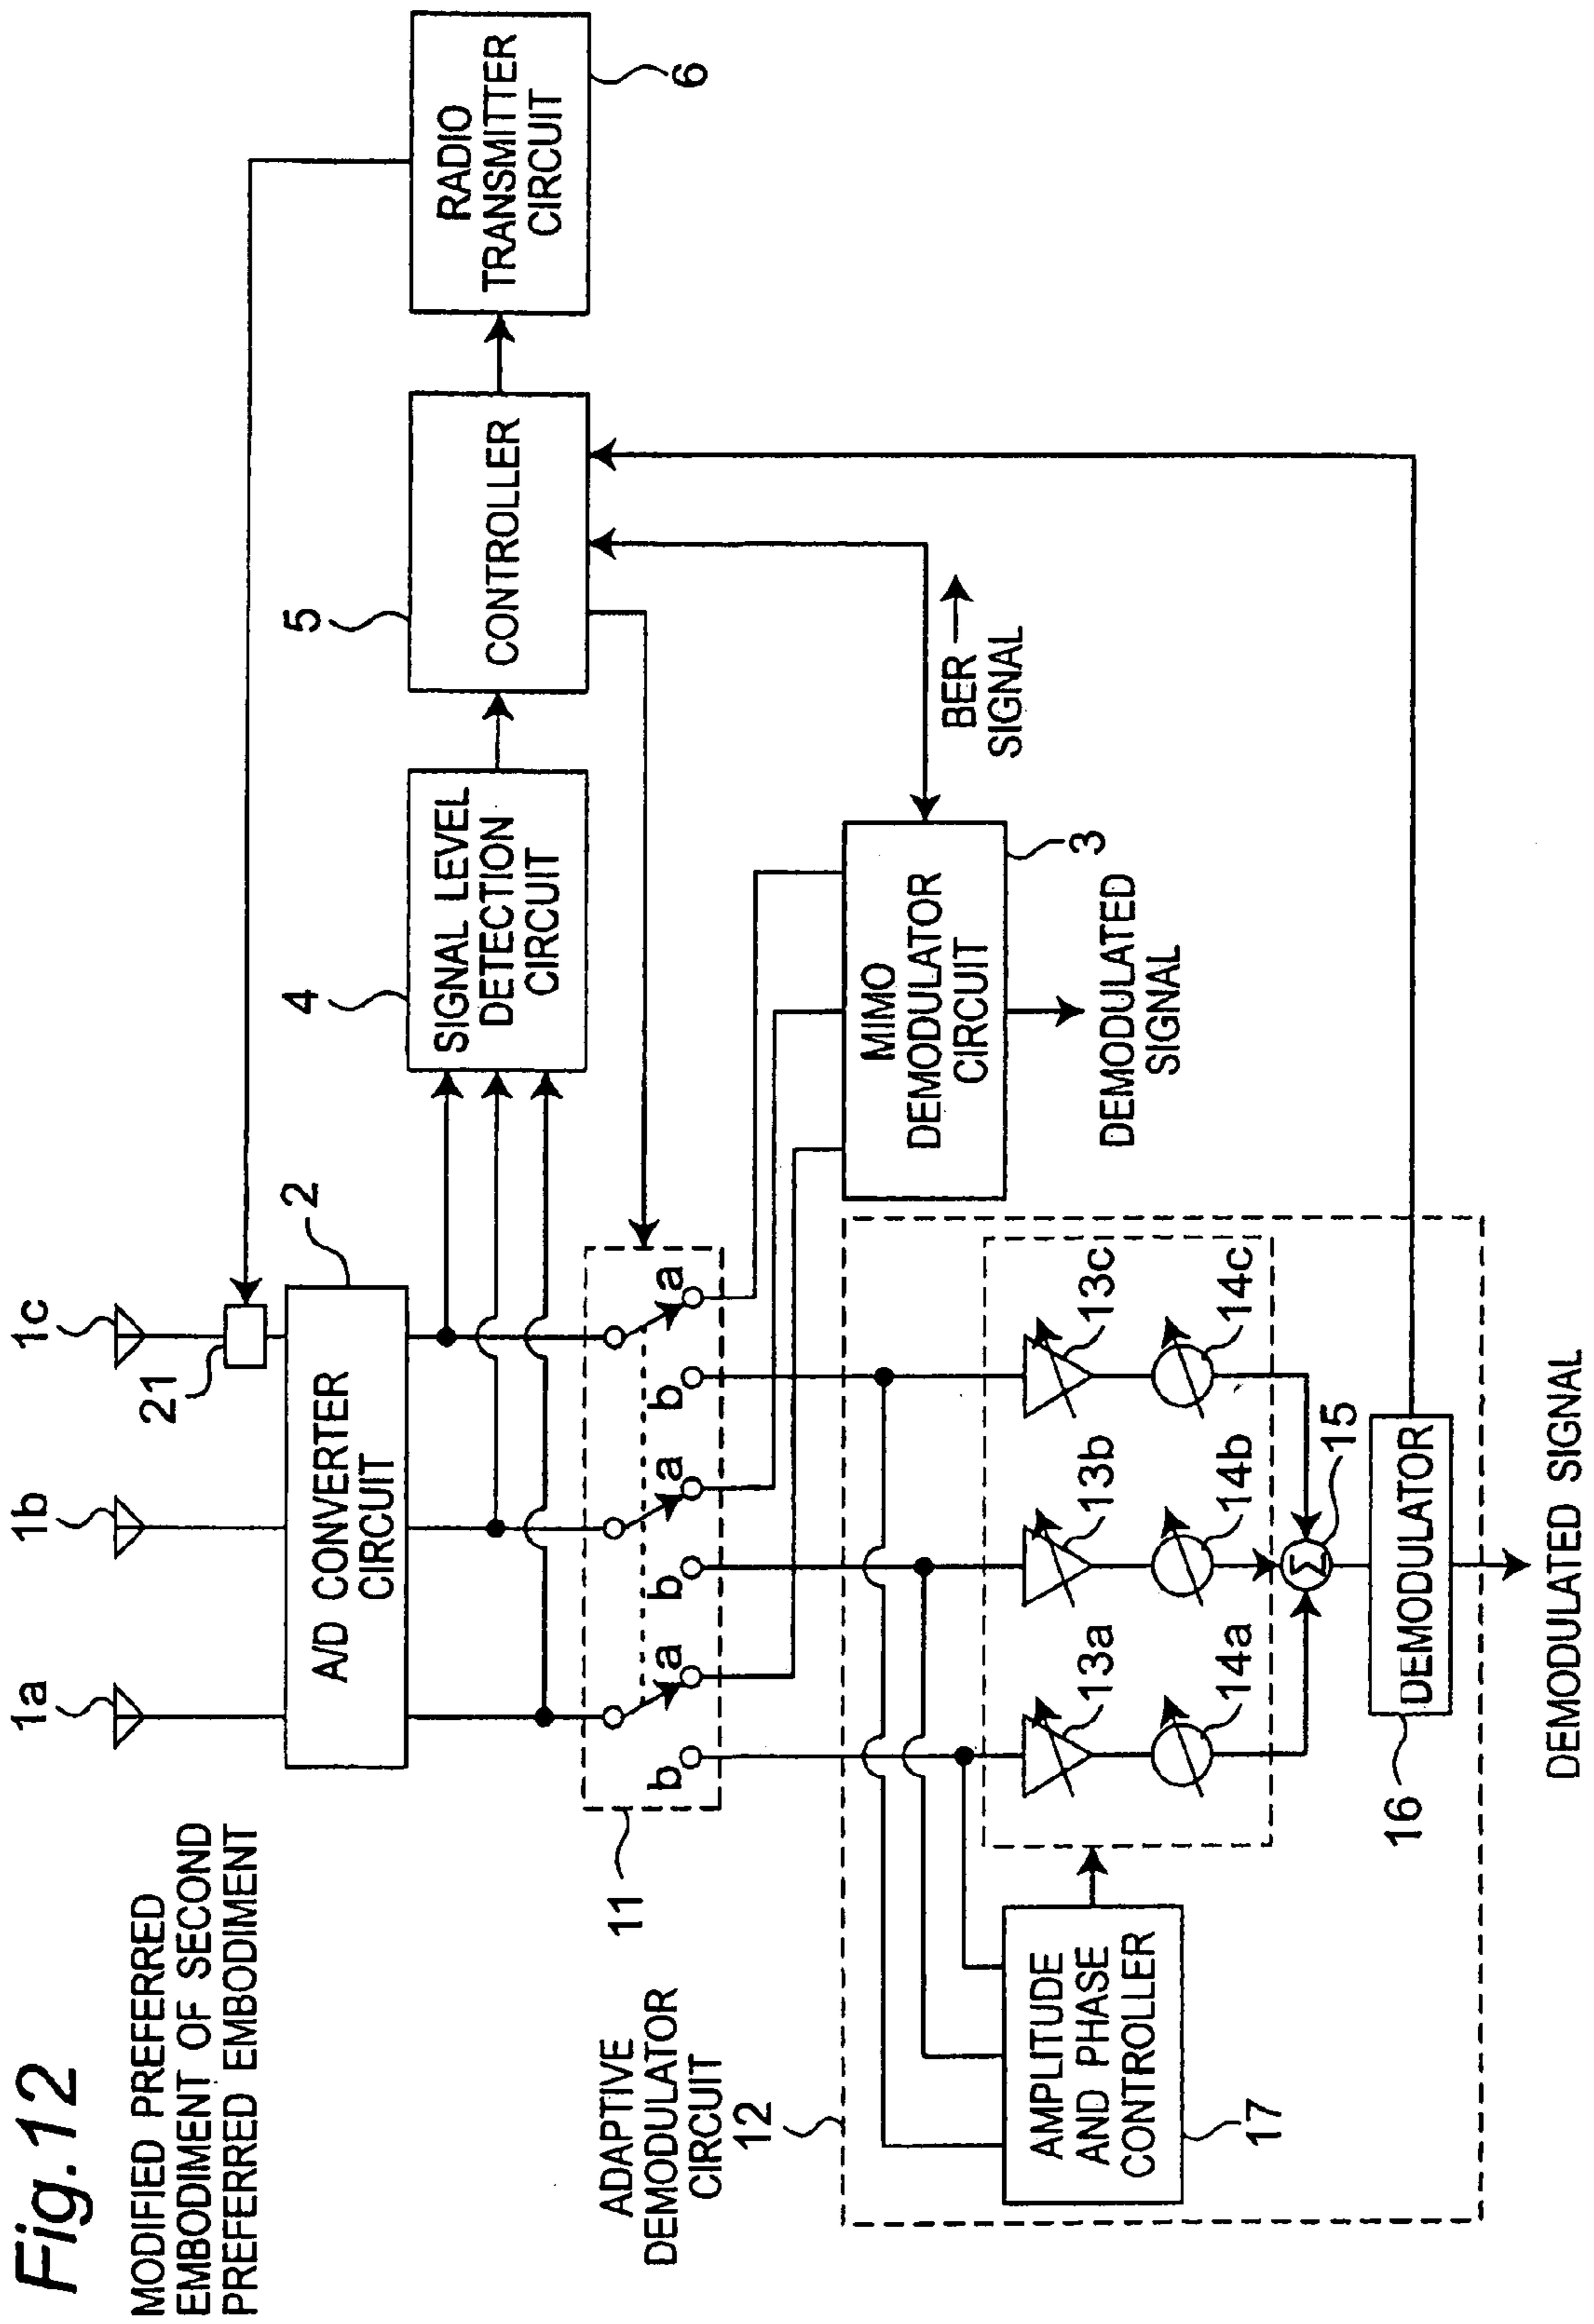 Fig.12
MODIFIED PREFERRED
EMBODIMENT OF SECOND
PREFERRED EMBODIMENT
1a
1b
1c
21
2
A/D CONVERTER
CIRCUIT
4
SIGNAL LEVEL
DETECTION
CIRCUIT
5
CONTROLLER
RADIO
TRANSMITTER
CIRCUIT
6
11
b
a
b
a
b
a
BER
SIGNAL
MIMO
DEMODULATOR
CIRCUIT
3
DEMODULATED
SIGNAL
ADAPTIVE
DEMODULATOR
CIRCUIT
12
13a
13b
13c
14a
14b
14c
AMPLITUDE
AND PHASE
CONTROLLER
17
Σ
15
DEMODULATOR
16
DEMODULATED SIGNAL